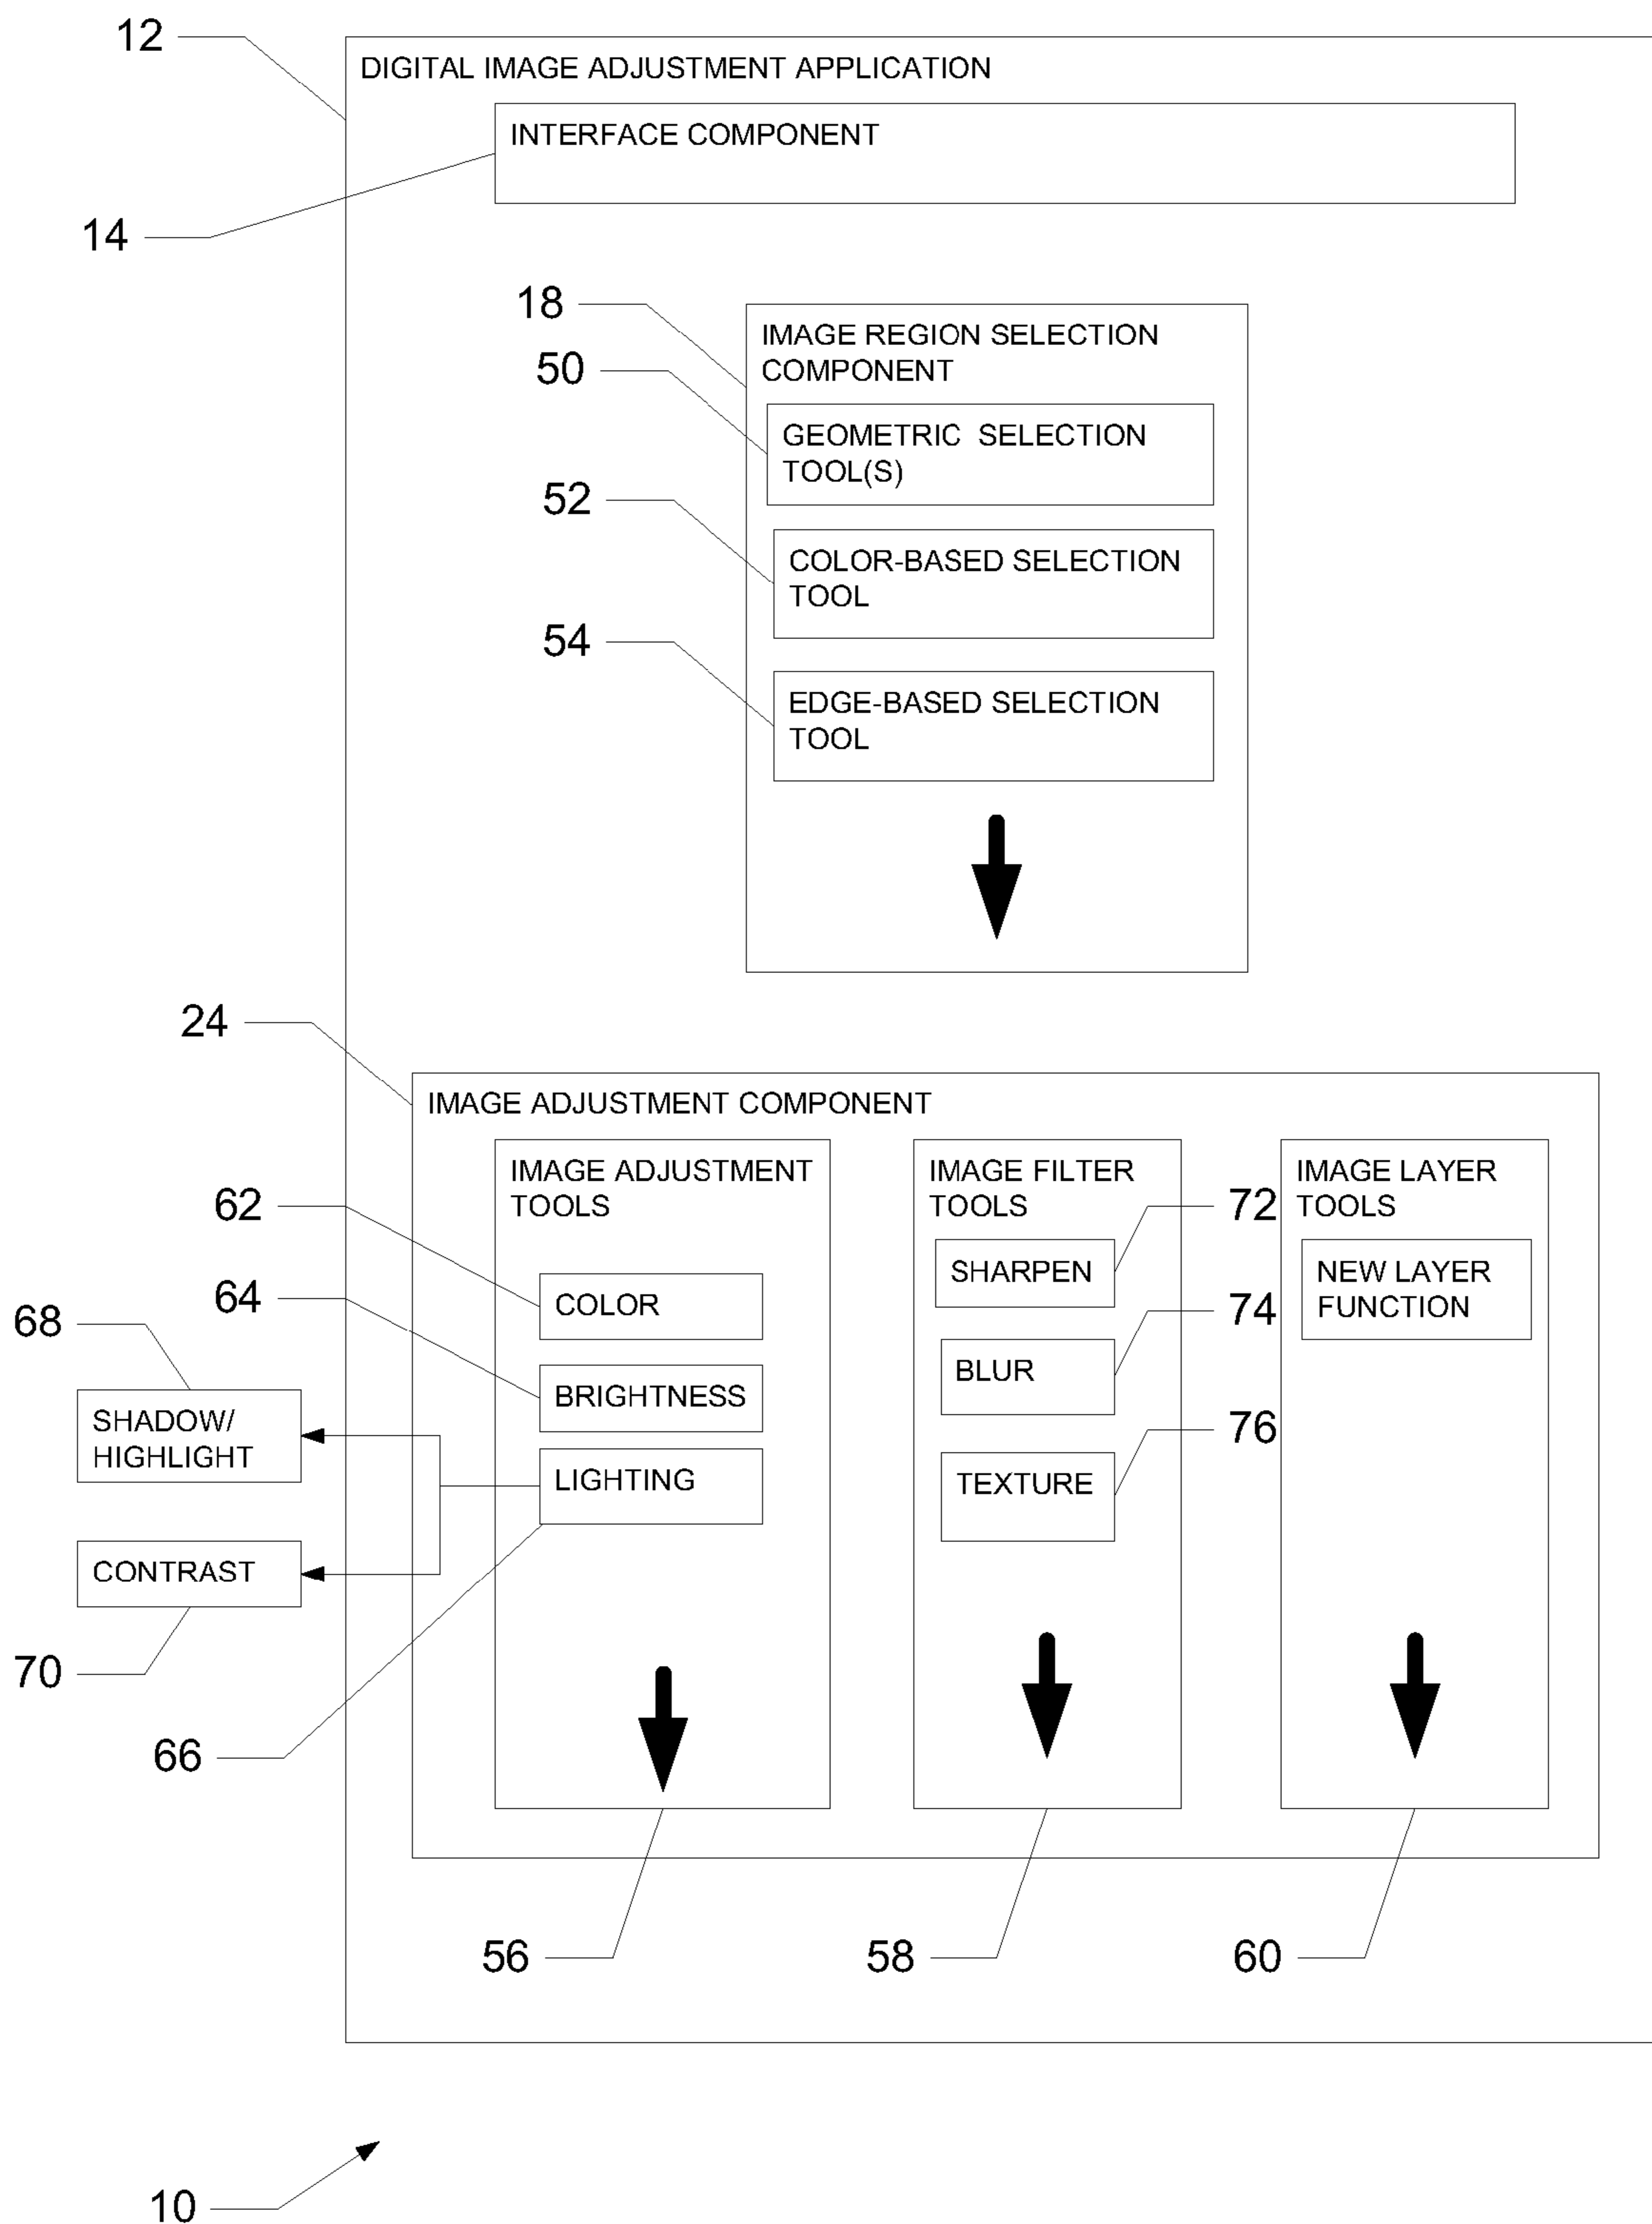 12
DIGITAL IMAGE ADJUSTMENT APPLICATION
INTERFACE COMPONENT
14
18
IMAGE REGION SELECTION
COMPONENT
50
GEOMETRIC SELECTION
TOOL(S)
52
COLOR-BASED SELECTION
TOOL
54
EDGE-BASED SELECTION
TOOL
24
IMAGE ADJUSTMENT COMPONENT
IMAGE ADJUSTMENT
TOOLS
62
COLOR
64
BRIGHTNESS
LIGHTING
68
SHADOW/
HIGHLIGHT
CONTRAST
70
66
IMAGE FILTER
TOOLS
72
SHARPEN
74
BLUR
76
TEXTURE
IMAGE LAYER
TOOLS
NEW LAYER
FUNCTION
56
58
60
10